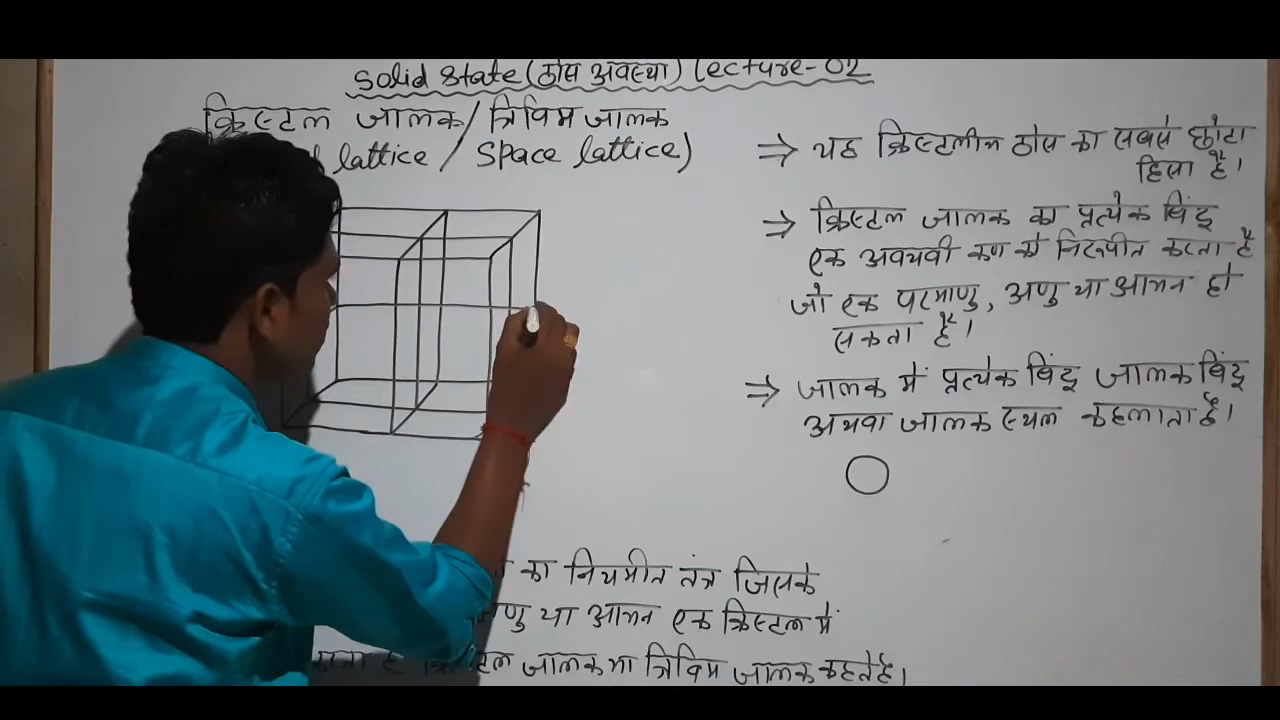 Solid State (ठोस अवस्था) Lecture-02
क्रिस्टल जालक / त्रिविम जालक
lattice / Space lattice)
⇒ यह क्रिस्टलीय ठोस का सबसे छोटा
हिसा है।
⇒ क्रिस्टल जालक का प्रत्येक बिंदु
एक अवयवी कण को निरूपीत करता है
जो एक परमाणु, अणु या आयन हो
सकता है।
⇒ जालक में प्रत्येक बिंदू जालक बिंदू
अथवा जालक स्थल कहलाता है।
का नियमीत तंत्र जिसके
या आयन एक क्रिस्टल में
है क्रिस्टल जालक या त्रिविम जालक कहते है।